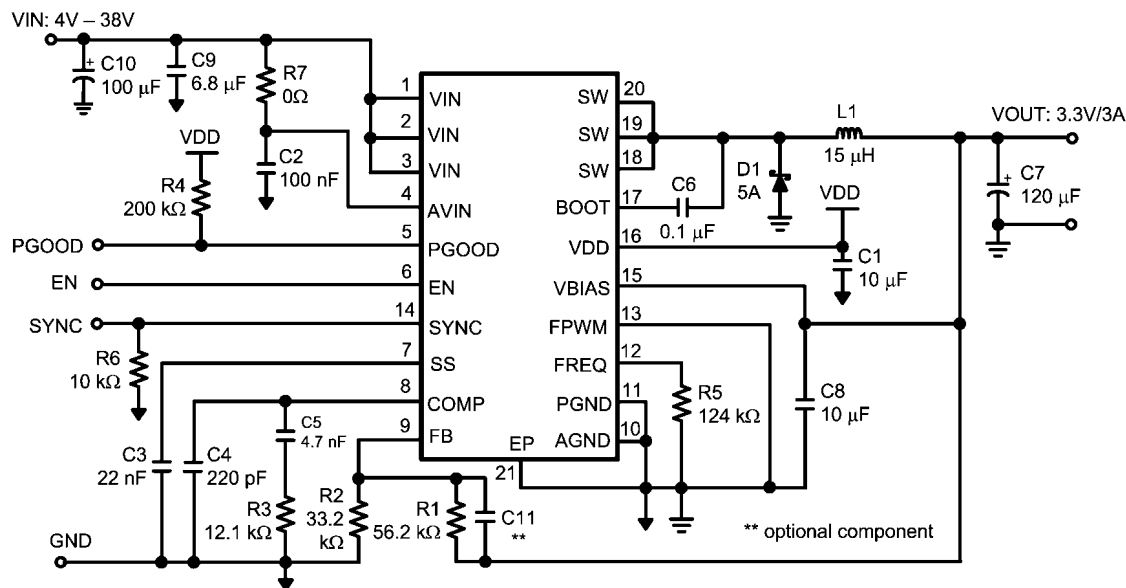 VIN: 4V – 38V
C10
100 µF
+
C9
6.8 µF
R7
0Ω
C2
100 nF
VDD
R4
200 kΩ
PGOOD
EN
SYNC
R6
10 kΩ
C3
22 nF
C4
220 pF
C5
4.7 nF
R3
12.1 kΩ
R2
33.2
kΩ
R1
56.2 kΩ
C11
**
GND
1
VIN
2
VIN
3
VIN
4
AVIN
5
PGOOD
6
EN
14
SYNC
7
SS
8
COMP
9
FB
EP
21
20
SW
19
SW
18
SW
17
BOOT
16
VDD
15
VBIAS
13
FPWM
12
FREQ
11
PGND
10
AGND
C6
0.1 µF
D1
5A
L1
15 µH
VOUT: 3.3V/3A
+
C7
120 µF
VDD
C1
10 µF
R5
124 kΩ
C8
10 µF
** optional component